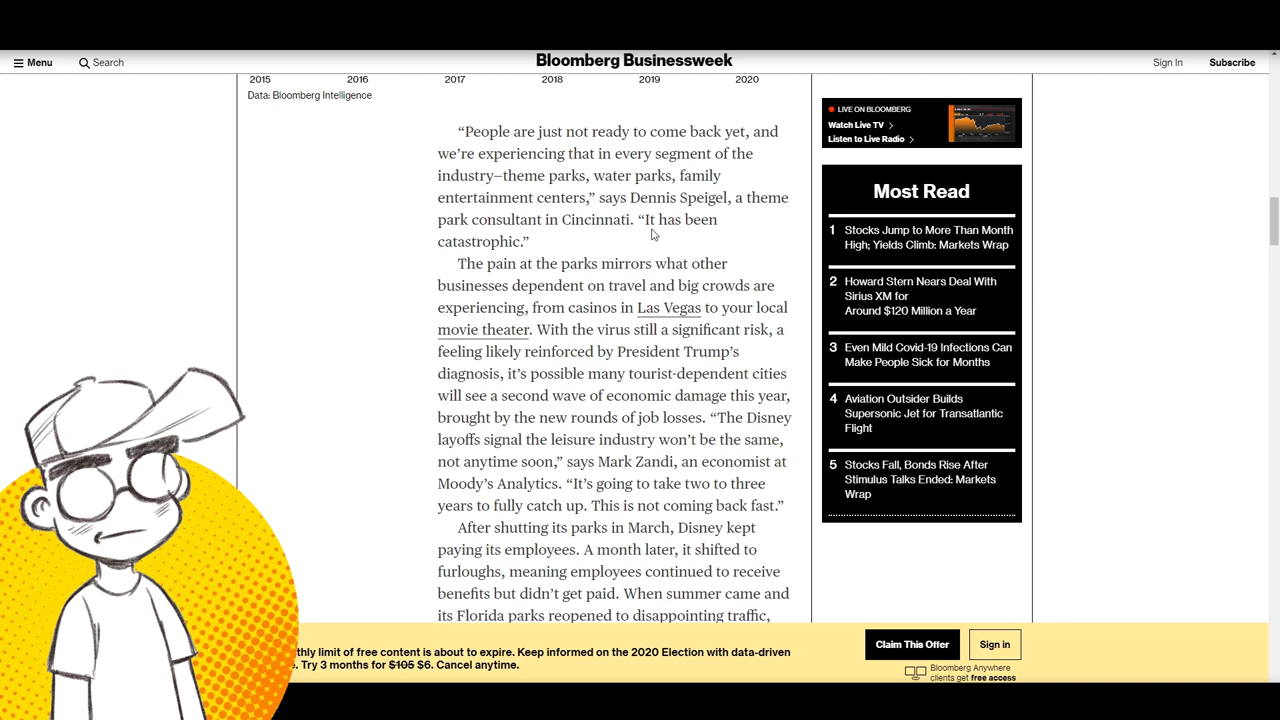 Menu
Search
Bloomberg Businessweek
Sign In
Subscribe
2015 2016 2017 2018 2019 2020
Data: Bloomberg Intelligence
“People are just not ready to come back yet, and
we’re experiencing that in every segment of the
industry—theme parks, water parks, family
entertainment centers,” says Dennis Speigel, a theme
park consultant in Cincinnati. “It has been
catastrophic.”
The pain at the parks mirrors what other
businesses dependent on travel and big crowds are
experiencing, from casinos in Las Vegas to your local
movie theater. With the virus still a significant risk, a
feeling likely reinforced by President Trump’s
diagnosis, it’s possible many tourist-dependent cities
will see a second wave of economic damage this year,
brought by the new rounds of job losses. “The Disney
layoffs signal the leisure industry won’t be the same,
not anytime soon,” says Mark Zandi, an economist at
Moody’s Analytics. “It’s going to take two to three
years to fully catch up. This is not coming back fast.”
After shutting its parks in March, Disney kept
paying its employees. A month later, it shifted to
furloughs, meaning employees continued to receive
benefits but didn’t get paid. When summer came and
its Florida parks reopened to disappointing traffic,
LIVE ON BLOOMBERG
Watch Live TV
Listen to Live Radio
Most Read
1 Stocks Jump to More Than Month
High; Yields Climb: Markets Wrap
2 Howard Stern Nears Deal With
Sirius XM for
Around $120 Million a Year
3 Even Mild Covid-19 Infections Can
Make People Sick for Months
4 Aviation Outsider Builds
Supersonic Jet for Transatlantic
Flight
5 Stocks Fall, Bonds Rise After
Stimulus Talks Ended: Markets
Wrap
limit of free content is about to expire. Keep informed on the 2020 Election with data-driven
Try 3 months for $105 $6. Cancel anytime.
Claim This Offer
Sign in
Bloomberg Anywhere
clients get free access